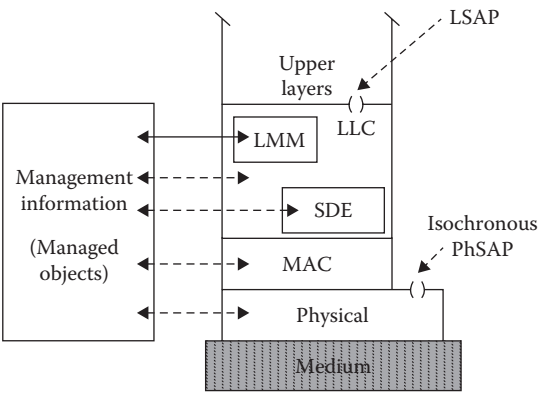 LSAP
Upper
layers
LLC
LMM
Management
information
SDE
Isochronous
PhSAP
(Managed
objects)
MAC
Physical
Medium